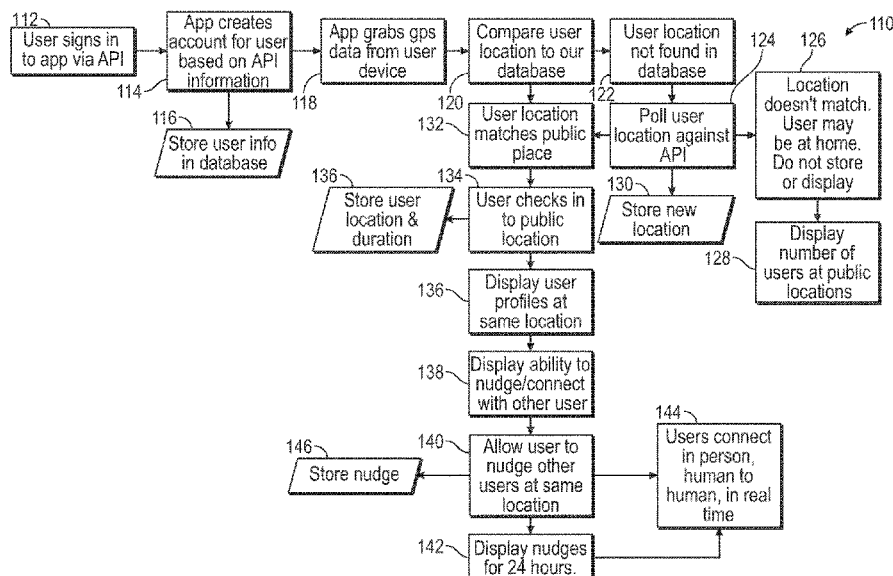 112
User signs in
to app via API
App creates
account for user
based on API
information
114
116
Store user info
in database
App grabs gps
data from user
device
118
Compare user
location to our
database
120
User location
not found in
database
122
124
Poll user
location against
API
126
110
Location
doesn't match.
User may
be at home.
Do not store
or display
128
Display
number of
users at public
locations
130
Store new
location
132
User location
matches public
place
134
User checks in
to public
location
136
Store user
location &
duration
136
Display user
profiles at
same location
138
Display ability to
nudge/connect
with other user
140
Allow user to
nudge other
users at same
location
146
Store nudge
144
Users connect
in person,
human to
human, in real
time
142
Display nudges
for 24 hours.